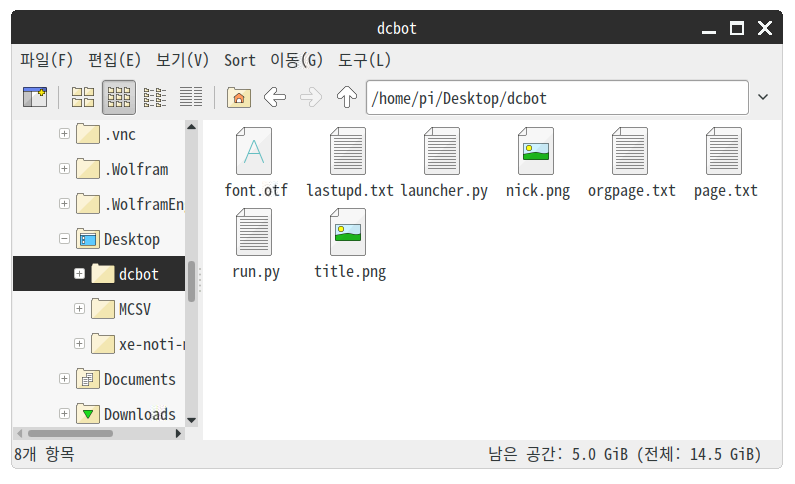 dcbot
파일(F) 편집(E) 보기(V) Sort 이동(G) 도구(L)
/home/pi/Desktop/dcbot
.vnc
.Wolfram
.WolframEn
Desktop
dcbot
MCSV
xe-noti-
Documents
Downloads
font.otf lastupd.txt launcher.py nick.png orgpage.txt page.txt
run.py title.png
8개 항목 남은 공간: 5.0 GiB (전체: 14.5 GiB)